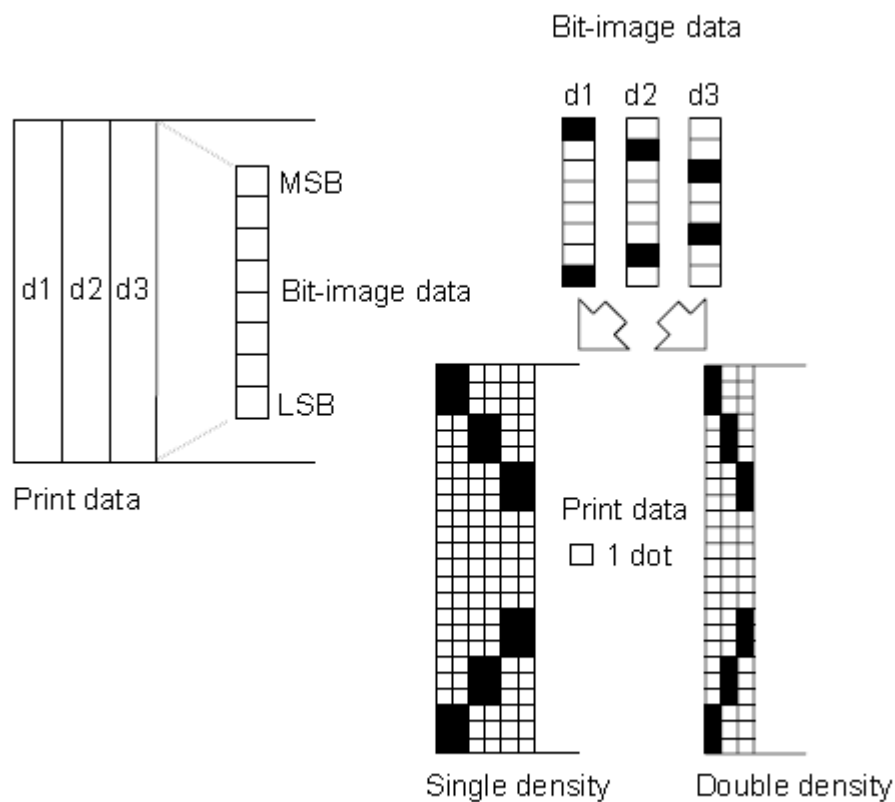 Bit-image data
d1 d2 d3
MSB
d1 d2 d3
Bit-image data
LSB
Print data
Print data
1 dot
Single density
Double density